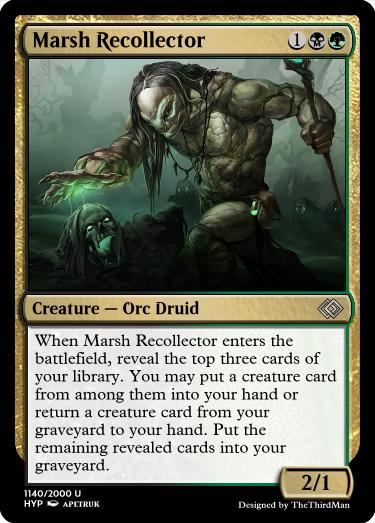 Marsh Recollector 1
Creature — Orc Druid
When Marsh Recollector enters the
battlefield, reveal the top three cards of
your library. You may put a creature card
from among them into your hand or
return a creature card from your
graveyard to your hand. Put the
remaining revealed cards into your
graveyard.
2/1
1140/2000 U
HYP APETRUK
Designed by TheThirdMan